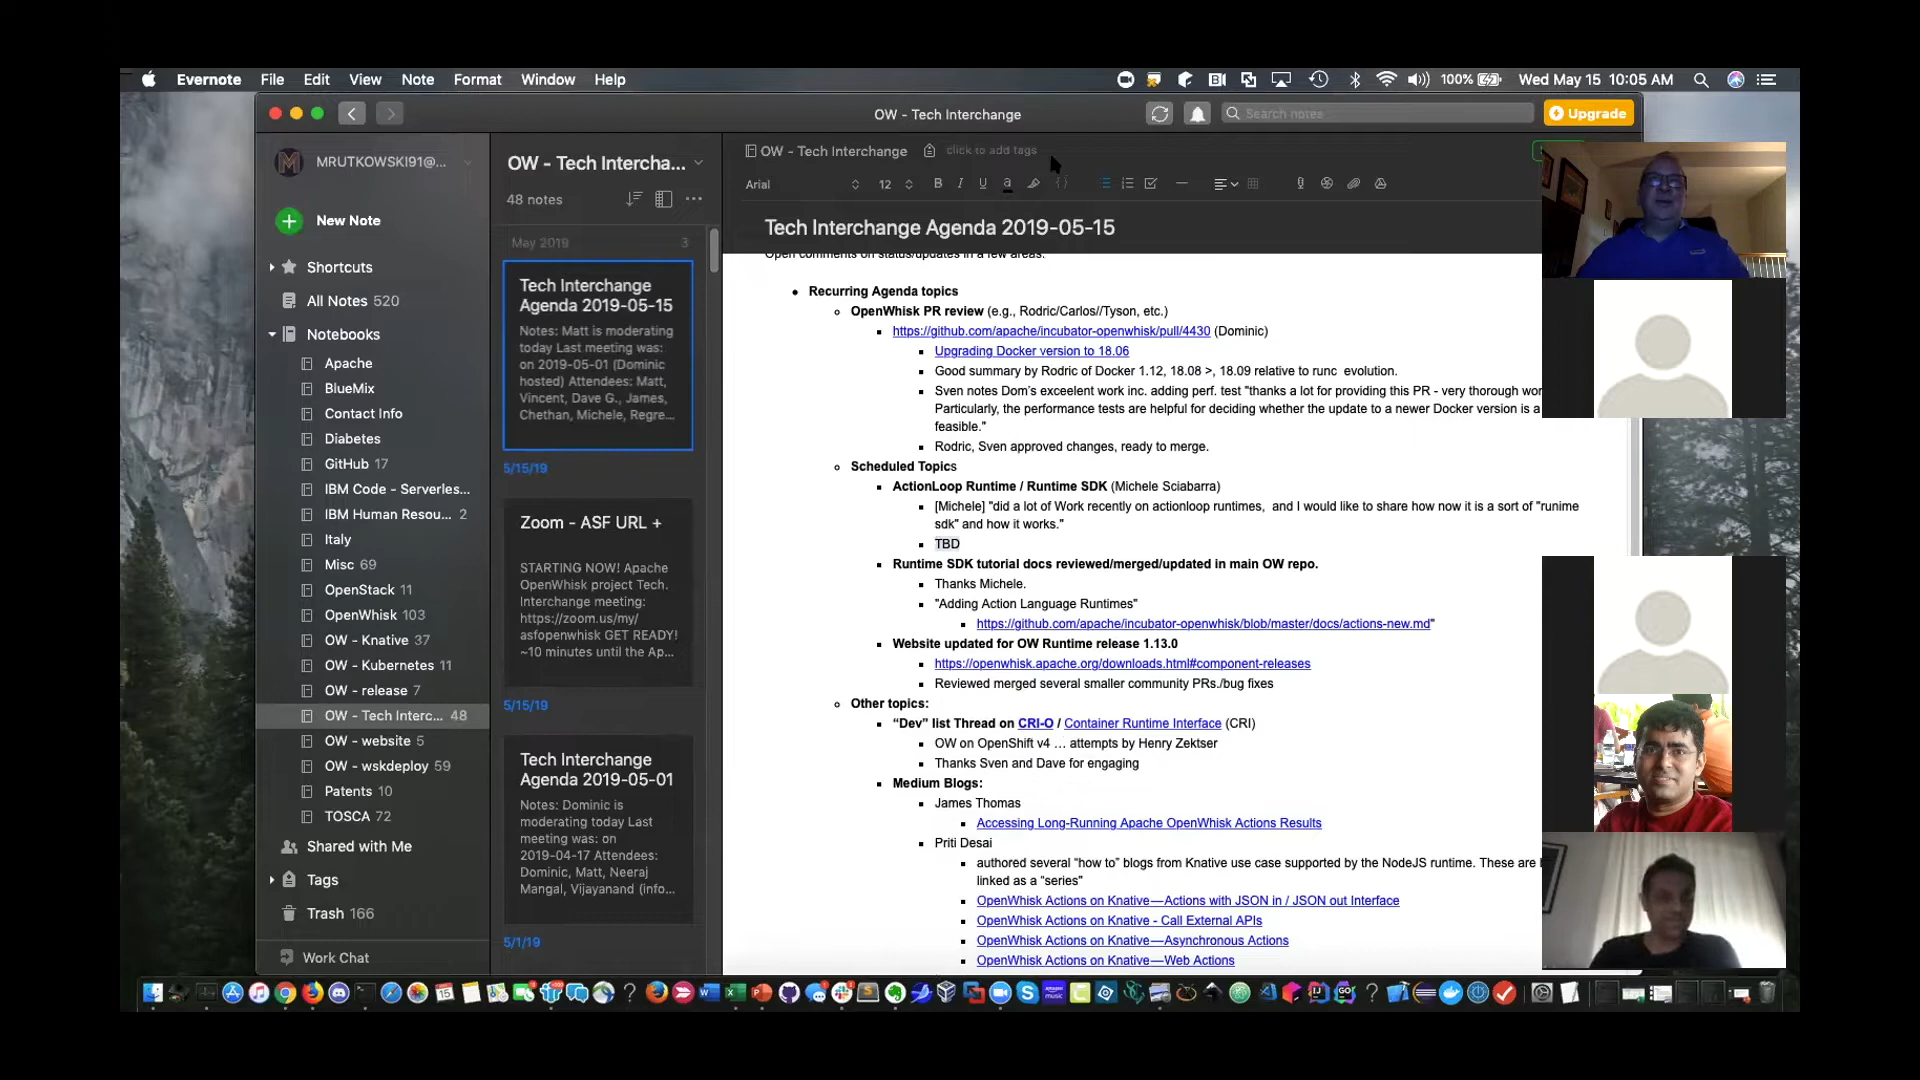 Evernote File Edit View Note Format Window Help
100% Wed May 15 10:05 AM
OW - Tech Interchange
Search notes
Upgrade
MRUTKOWSKI91@...
New Note
Shortcuts
All Notes 520
Notebooks
Apache
BlueMix
Contact Info
Diabetes
GitHub 17
IBM Code - Serverless...
IBM Human Resou... 2
Italy
Misc 69
OpenStack 11
OpenWhisk 103
OW - Knative 37
OW - Kubernetes 11
OW - release 7
OW - Tech Interc... 48
OW - website 5
OW - wskdeploy 59
Patents 10
TOSCA 72
Shared with Me
Tags
Trash 166
Work Chat
OW - Tech Intercha...
48 notes
May 2019 3
Tech Interchange
Agenda 2019-05-15
Notes: Matt is moderating
today Last meeting was:
on 2019-05-01 (Dominic
hosted) Attendees: Matt,
Vincent, Dave G., James,
Chethan, Michele, Regre...
5/15/19
Zoom - ASF URL +
STARTING NOW! Apache
OpenWhisk project Tech.
Interchange meeting:
https://zoom.us/my/
asfopenwhisk GET READY!
~10 minutes until the Ap...
5/15/19
Tech Interchange
Agenda 2019-05-01
Notes: Dominic is
moderating today Last
meeting was: on
2019-04-17 Attendees:
Dominic, Matt, Neeraj
Mangal, Vijayanand (info...
5/1/19
OW - Tech Interchange click to add tags
Arial 12 B I U a
Tech Interchange Agenda 2019-05-15
Open comments on status/updates in a few areas.
• Recurring Agenda topics
OpenWhisk PR review (e.g., Rodric/Carlos//Tyson, etc.)
https://github.com/apache/incubator-openwhisk/pull/4430 (Dominic)
Upgrading Docker version to 18.06
Good summary by Rodric of Docker 1.12, 18.08 >, 18.09 relative to runc evolution.
Sven notes Dom's exceelent work inc. adding perf. test "thanks a lot for providing this PR - very thorough wor
Particularly, the performance tests are helpful for deciding whether the update to a newer Docker version is a
feasible."
Rodric, Sven approved changes, ready to merge.
Scheduled Topics
ActionLoop Runtime / Runtime SDK (Michele Sciabarra)
[Michele] "did a lot of Work recently on actionloop runtimes, and I would like to share how now it is a sort of "runime
sdk" and how it works."
TBD
Runtime SDK tutorial docs reviewed/merged/updated in main OW repo.
Thanks Michele.
"Adding Action Language Runtimes"
https://github.com/apache/incubator-openwhisk/blob/master/docs/actions-new.md"
Website updated for OW Runtime release 1.13.0
https://openwhisk.apache.org/downloads.html#component-releases
Reviewed merged several smaller community PRs./bug fixes
Other topics:
"Dev" list Thread on CRI-O / Container Runtime Interface (CRI)
OW on OpenShift v4 … attempts by Henry Zektser
Thanks Sven and Dave for engaging
Medium Blogs:
James Thomas
Accessing Long-Running Apache OpenWhisk Actions Results
Priti Desai
authored several "how to" blogs from Knative use case supported by the NodeJS runtime. These are
linked as a "series"
OpenWhisk Actions on Knative—Actions with JSON in / JSON out Interface
OpenWhisk Actions on Knative - Call External APIs
OpenWhisk Actions on Knative—Asynchronous Actions
OpenWhisk Actions on Knative—Web Actions